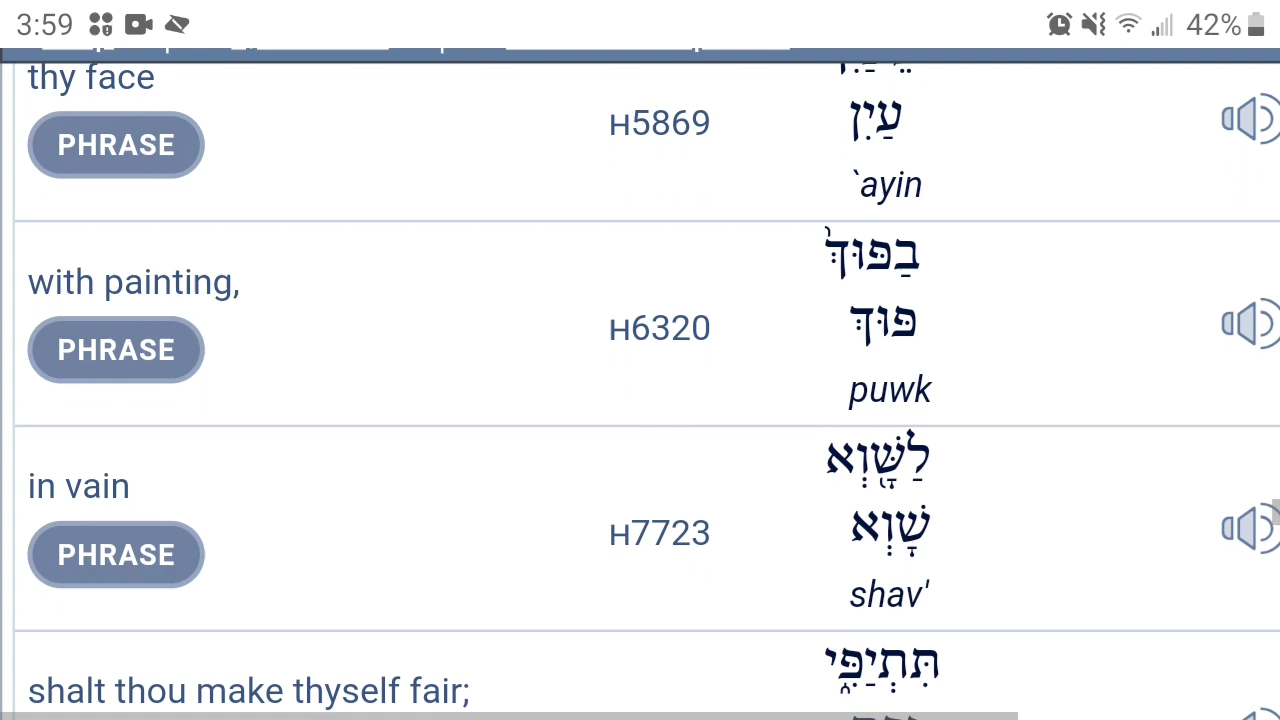 3:59 42%
thy face
PHRASE
H5869
עַיִן
`ayin
with painting,
PHRASE
H6320
בַפּוּךְ֙
פּוּךְ
puwk
in vain
PHRASE
H7723
לַשָּׁ֖וְא
שָׁוְא
shav'
shalt thou make thyself fair;
תִּתְיַפִּ֑י